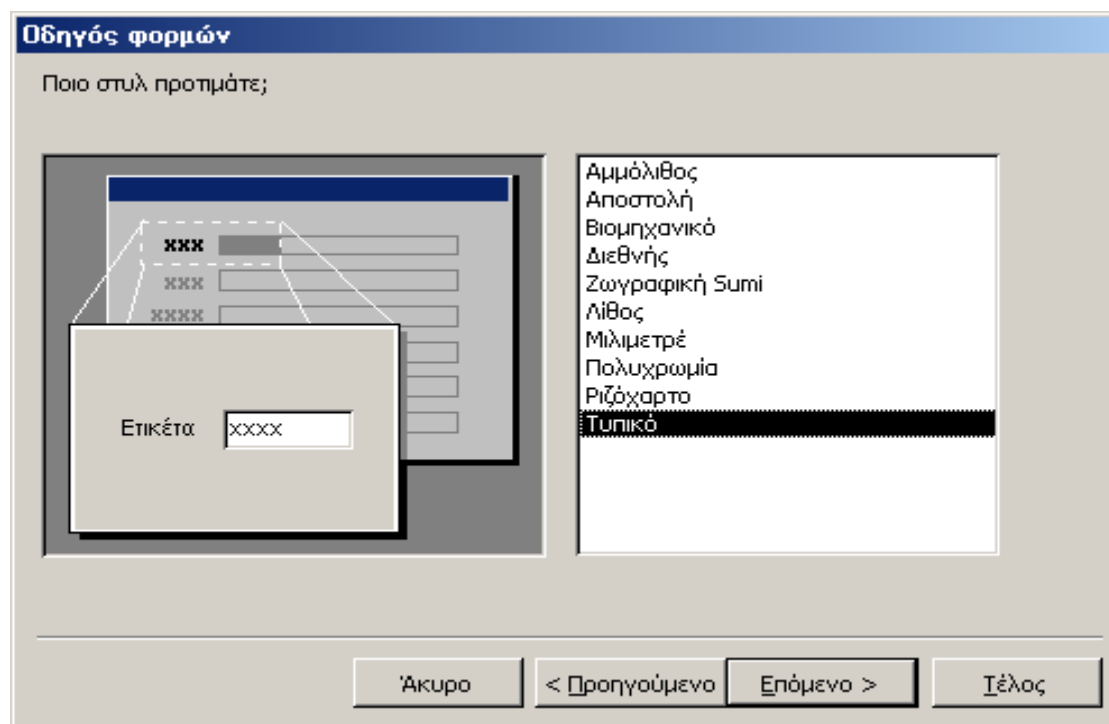 Οδηγός φορμών
Ποιο στυλ προτιμάτε;
xxx
xxx
xxxx
Ετικέτα xxxx
Αμμόλιθος
Αποστολή
Βιομηχανικό
Διεθνής
Ζωγραφική Sumi
Λίθος
Μιλιμετρέ
Πολυχρωμία
Ριζόχαρτο
Τυπικό
Άκυρο < Προηγούμενο Επόμενο > Τέλος